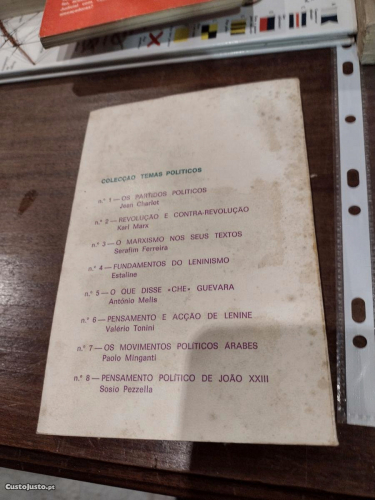 COLECÇÃO TEMAS POLÍTICOS
n.º 1 — OS PARTIDOS POLÍTICOS
Jean Charlot
n.º 2 — REVOLUÇÃO E CONTRA-REVOLUÇÃO
Karl Marx
n.º 3 — O MARXISMO NOS SEUS TEXTOS
Serafim Ferreira
n.º 4 — FUNDAMENTOS DO LENINISMO
Estaline
n.º 5 — O QUE DISSE «CHE» GUEVARA
António Melis
n.º 6 — PENSAMENTO E ACÇÃO DE LENINE
Valério Tonini
n.º 7 — OS MOVIMENTOS POLÍTICOS ÁRABES
Paolo Minganti
n.º 8 — PENSAMENTO POLÍTICO DE JOÃO XXIII
Sosio Pezzella
CustoJusto.pt